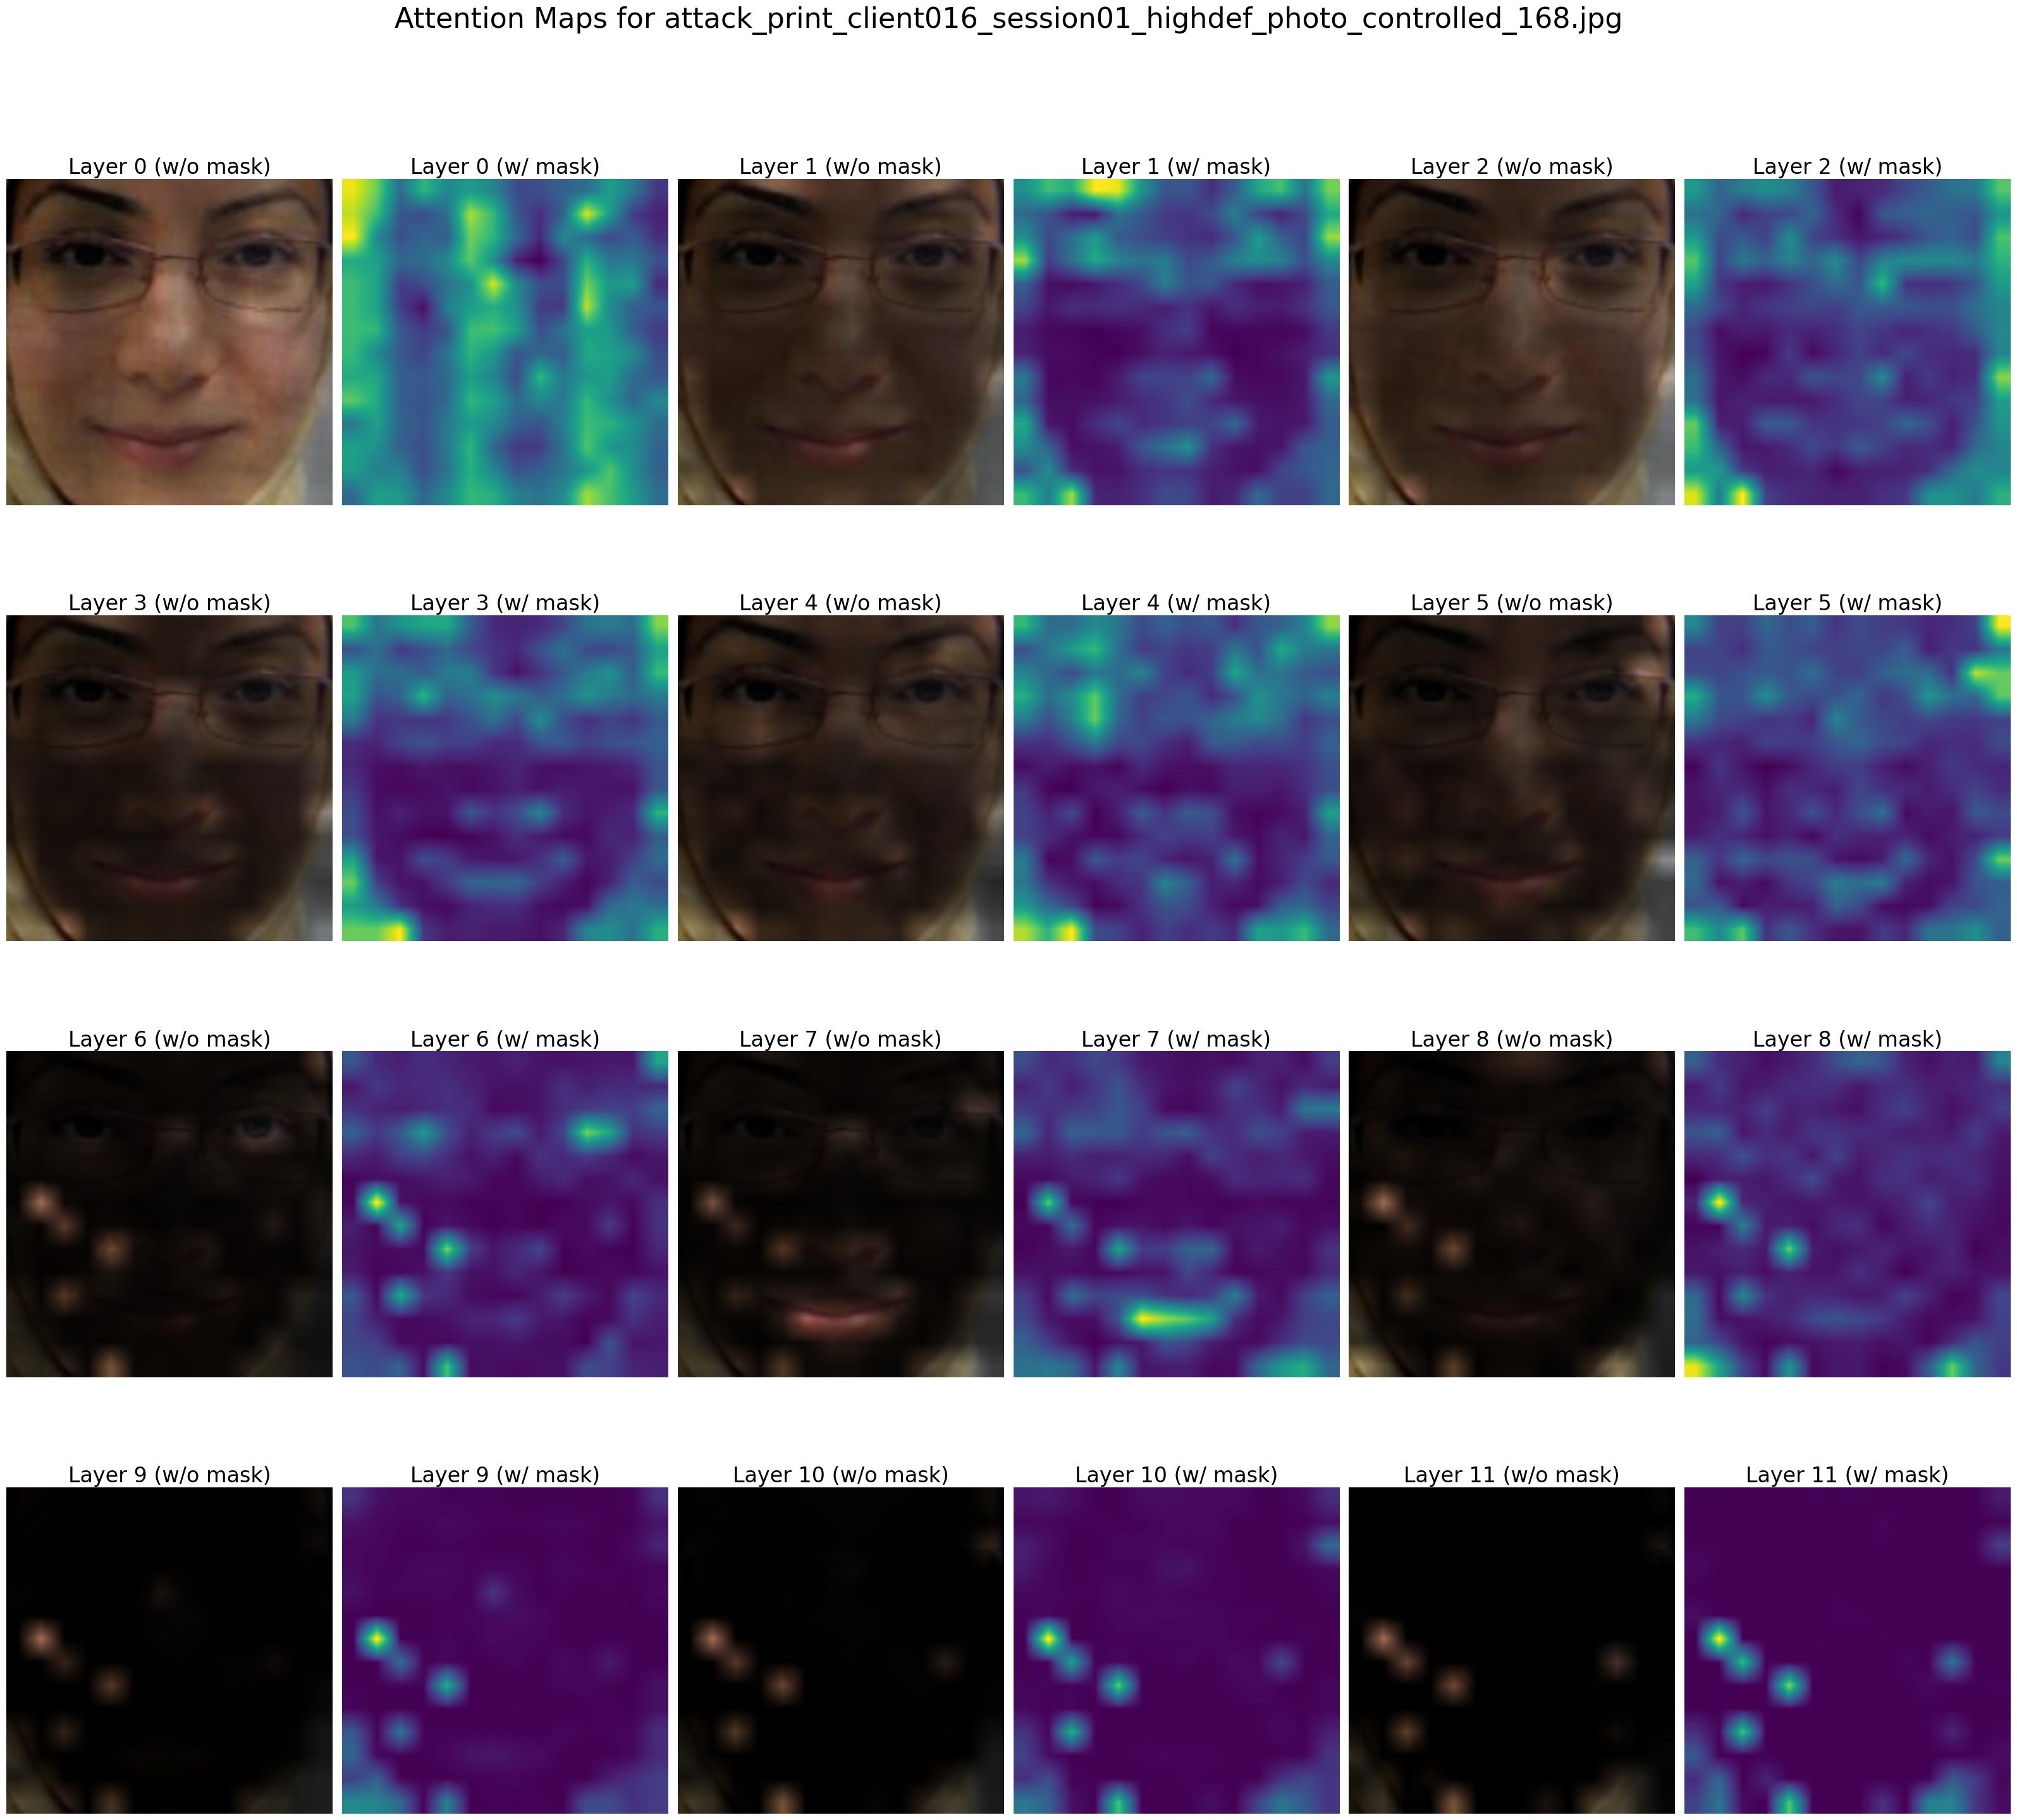 Attention Maps for attack_print_client016_session01_highdef_photo_controlled_168.jpg
Layer 0 (w/o mask)
Layer 0 (w/ mask)
Layer 1 (w/o mask)
Layer 1 (w/ mask)
Layer 2 (w/o mask)
Layer 2 (w/ mask)
Layer 3 (w/o mask)
Layer 3 (w/ mask)
Layer 4 (w/o mask)
Layer 4 (w/ mask)
Layer 5 (w/o mask)
Layer 5 (w/ mask)
Layer 6 (w/o mask)
Layer 6 (w/ mask)
Layer 7 (w/o mask)
Layer 7 (w/ mask)
Layer 8 (w/o mask)
Layer 8 (w/ mask)
Layer 9 (w/o mask)
Layer 9 (w/ mask)
Layer 10 (w/o mask)
Layer 10 (w/ mask)
Layer 11 (w/o mask)
Layer 11 (w/ mask)